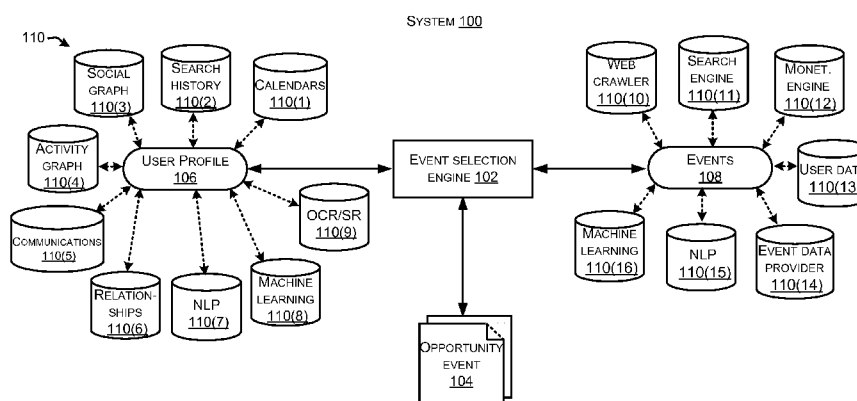 SYSTEM 100
110
SOCIAL
GRAPH
110(3)
SEARCH
HISTORY
110(2)
CALENDARS
110(1)
ACTIVITY
GRAPH
110(4)
USER PROFILE
106
COMMUNICATIONS
110(5)
RELATION-
SHIPS
110(6)
NLP
110(7)
MACHINE
LEARNING
110(8)
OCR/SR
110(9)
EVENT SELECTION
ENGINE 102
OPPORTUNITY
EVENT
104
WEB
CRAWLER
110(10)
SEARCH
ENGINE
110(11)
MONET. ENGINE
110(12)
EVENTS
108
USER DATA
110(13)
MACHINE
LEARNING
110(16)
NLP
110(15)
EVENT DATA
PROVIDER
110(14)